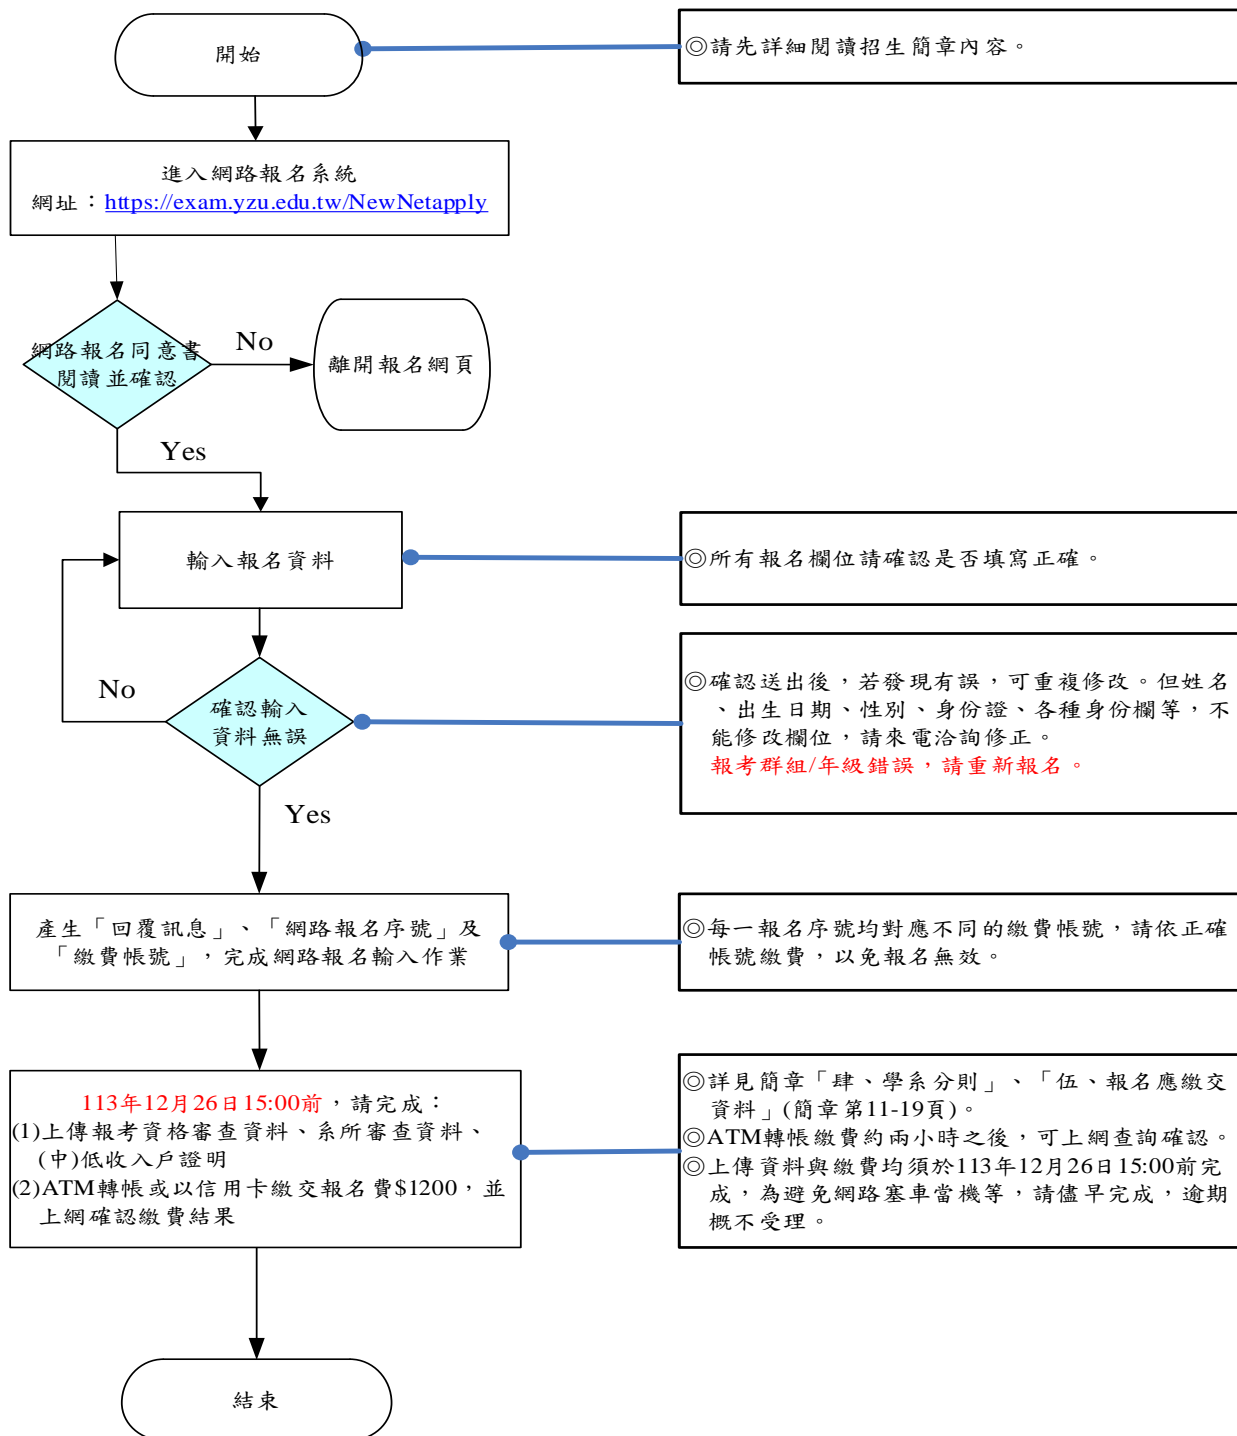 開始
◎請先詳細閱讀招生簡章內容。
進入網路報名系統
網址：https://exam.yzu.edu.tw/NewNetapply
網路報名同意書
閱讀並確認
No
離開報名網頁
Yes
輸入報名資料
◎所有報名欄位請確認是否填寫正確。
確認輸入
資料無誤
No
◎確認送出後，若發現有誤，可重複修改。但姓名
、出生日期、性別、身份證、各種身份欄等，不
能修改欄位，請來電洽詢修正。
報考群組/年級錯誤，請重新報名。
Yes
產生「回覆訊息」、「網路報名序號」及
「繳費帳號」，完成網路報名輸入作業
◎每一報名序號均對應不同的繳費帳號，請依正確
帳號繳費，以免報名無效。
113年12月26日15:00前，請完成：
(1)上傳報考資格審查資料、系所審查資料、
(中)低收入戶證明
(2)ATM轉帳或以信用卡繳交報名費$1200，並
上網確認繳費結果
◎詳見簡章「肆、學系分則」、「伍、報名應繳交
資料」(簡章第11-19頁)。
◎ATM轉帳繳費約兩小時之後，可上網查詢確認。
◎上傳資料與繳費均須於113年12月26日15:00前完
成，為避免網路塞車當機等，請儘早完成，逾期
概不受理。
結束